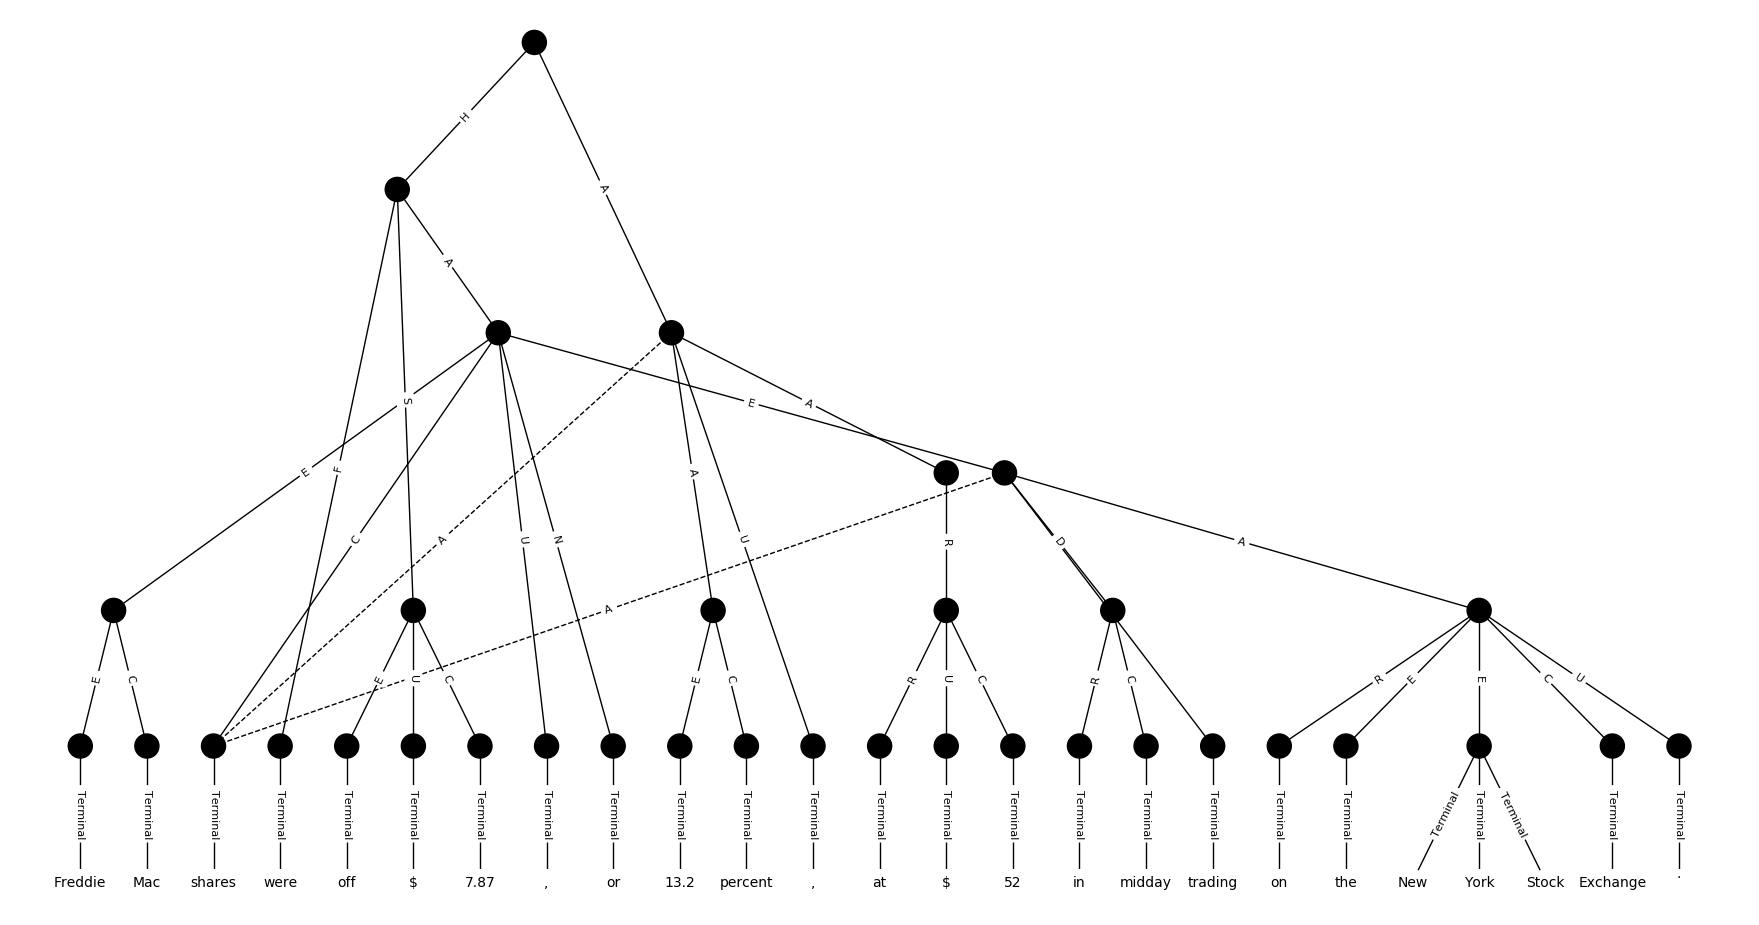 H
A
A
S
E
A
E
F
A
C
A
U
N
U
R
D
A
A
E
C
E
U
C
E
C
R
U
C
R
C
R
E
E
C
U
Terminal Terminal Terminal Terminal Terminal Terminal Terminal Terminal Terminal Terminal Terminal Terminal Terminal Terminal Terminal Terminal Terminal Terminal Terminal Terminal Terminal Terminal Terminal Terminal Terminal
Freddie Mac shares were off $ 7.87 , or 13.2 percent , at $ 52 in midday trading on the New York Stock Exchange .